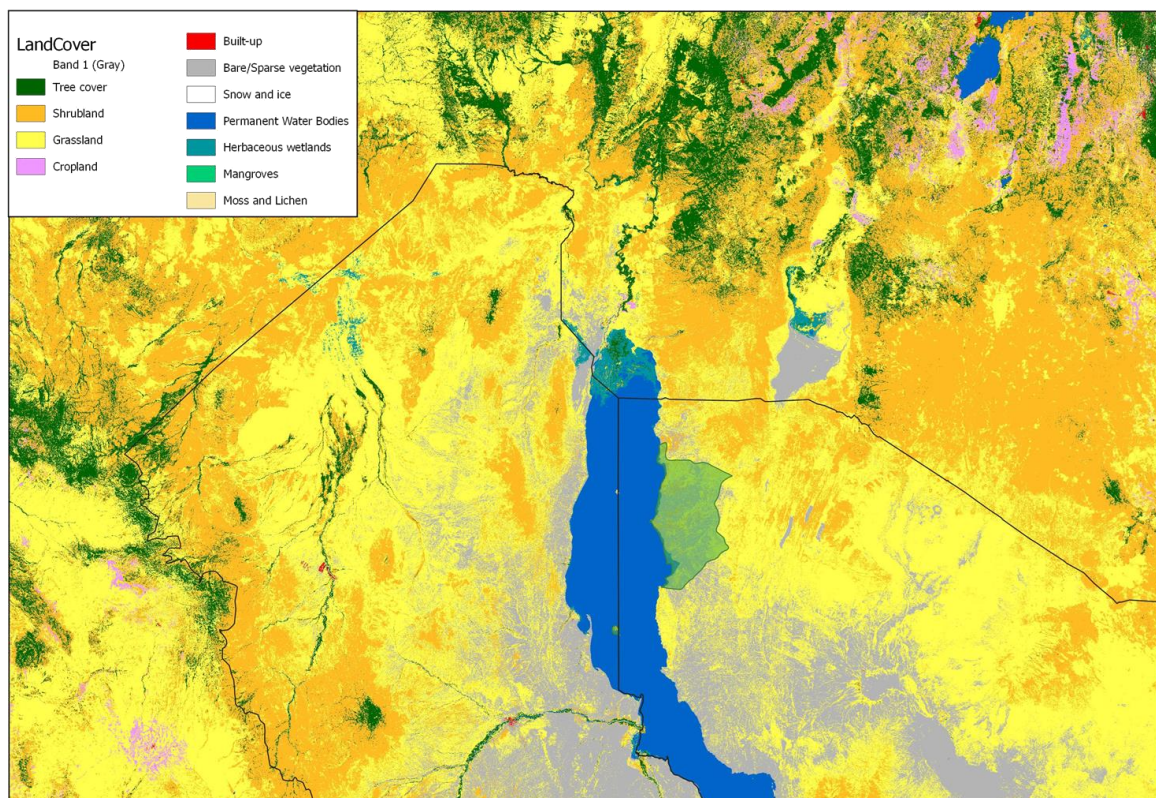 LandCover
Band 1 (Gray)
Tree cover
Shrubland
Grassland
Cropland
Built-up
Bare/Sparse vegetation
Snow and ice
Permanent Water Bodies
Herbaceous wetlands
Mangroves
Moss and Lichen